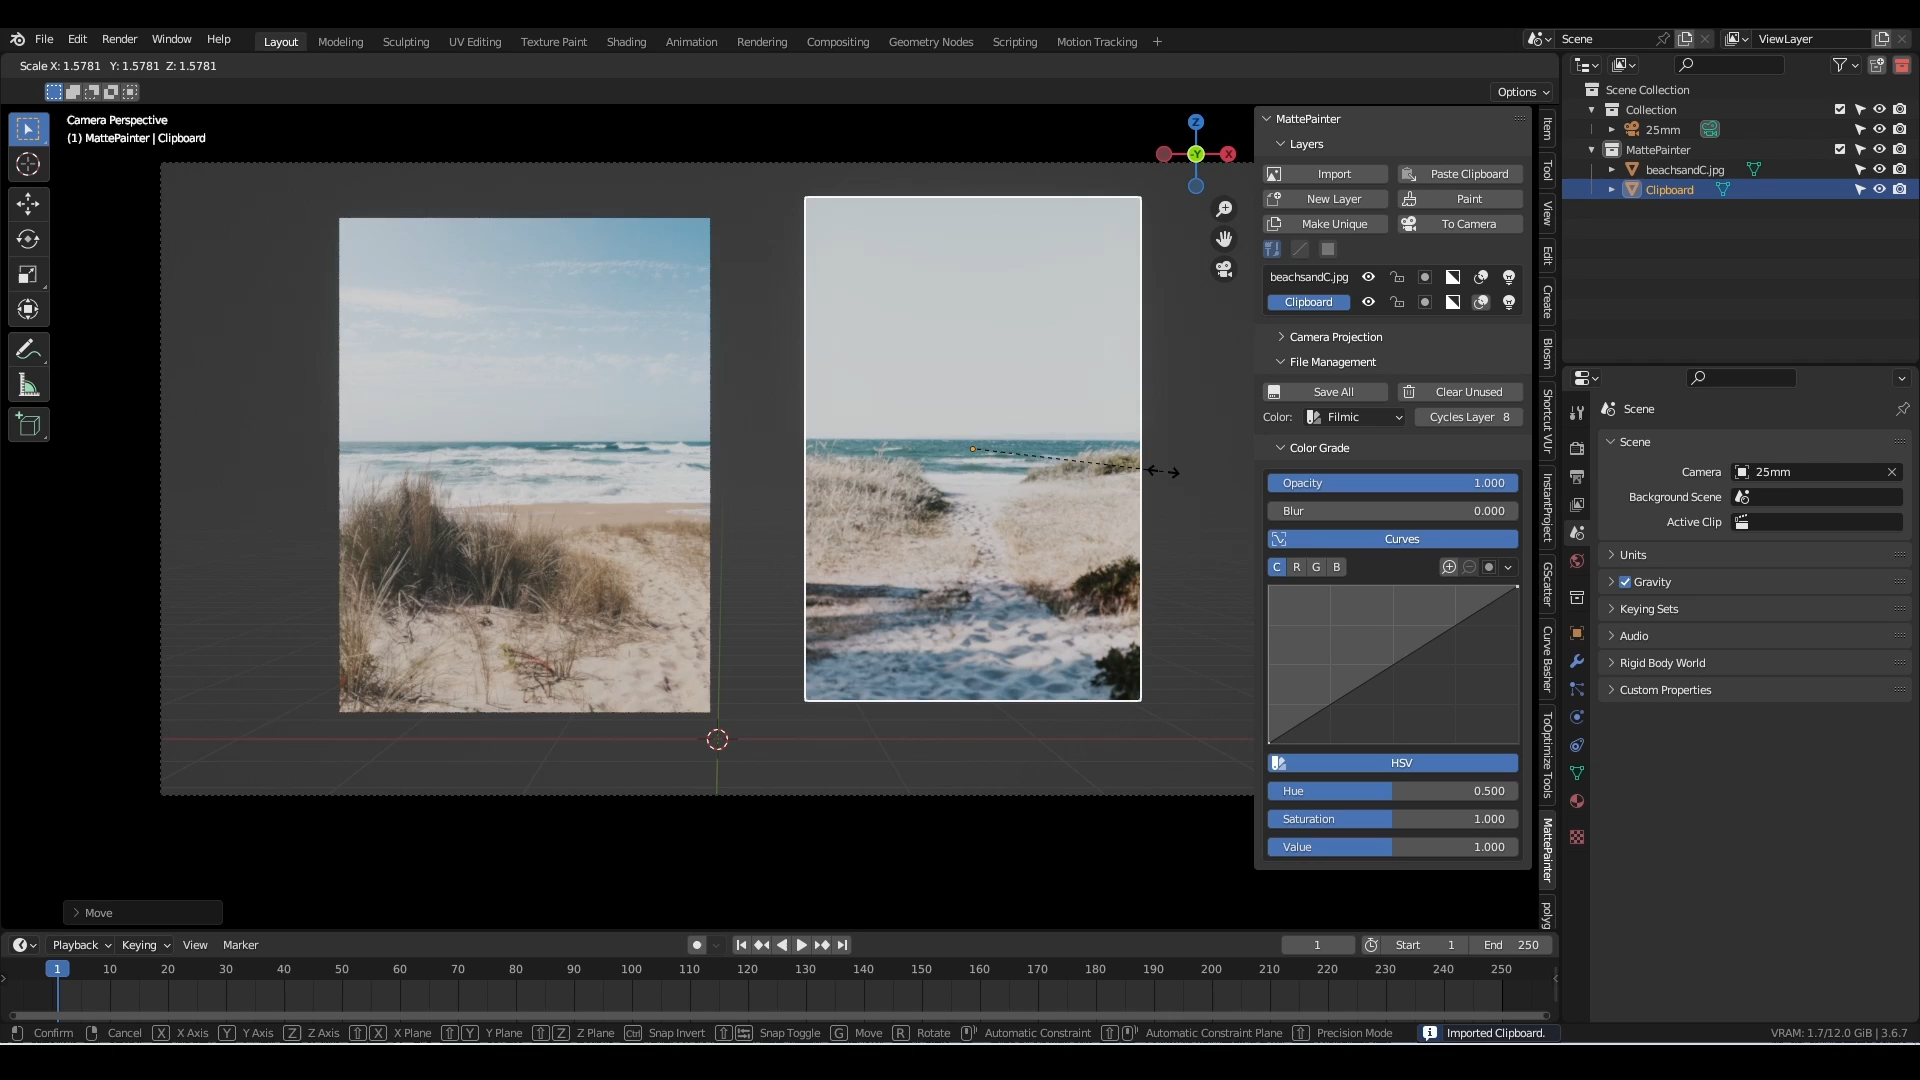 File Edit Render Window Help Layout Modeling Sculpting UV Editing Texture Paint Shading Animation Rendering Compositing Geometry Nodes Scripting Motion Tracking + Scene ViewLayer
Scale X: 1.5781 Y: 1.5781 Z: 1.5781
Options
Camera Perspective
(1) MattePainter | Clipboard
Z
-Y
X
MattePainter
Layers
Import Paste Clipboard
New Layer Paint
Make Unique To Camera
beachsandC.jpg
Clipboard
Camera Projection
File Management
Save All Clear Unused
Color: Filmic Cycles Layer 8
Color Grade
Opacity 1.000
Blur 0.000
Curves
C R G B
HSV
Hue 0.500
Saturation 1.000
Value 1.000
Item
Tool
View
Edit
Create
Blosm
Shortcut VUr
InstantProject
GScatter
Curve Basher
ToOptimize Tools
MattePainter
polyg
Scene Collection
Collection
25mm
MattePainter
beachsandC.jpg
Clipboard
Scene
Scene
Camera 25mm
Background Scene
Active Clip
Units
Gravity
Keying Sets
Audio
Rigid Body World
Custom Properties
Move
Playback Keying View Marker 1 Start 1 End 250
1 10 20 30 40 50 60 70 80 90 100 110 120 130 140 150 160 170 180 190 200 210 220 230 240 250
Confirm Cancel X X Axis Y Y Axis Z Z Axis X X Plane Y Y Plane Z Z Plane Ctrl Snap Invert Snap Toggle G Move R Rotate Automatic Constraint Automatic Constraint Plane Precision Mode Imported Clipboard. VRAM: 1.7/12.0 GiB | 3.6.7